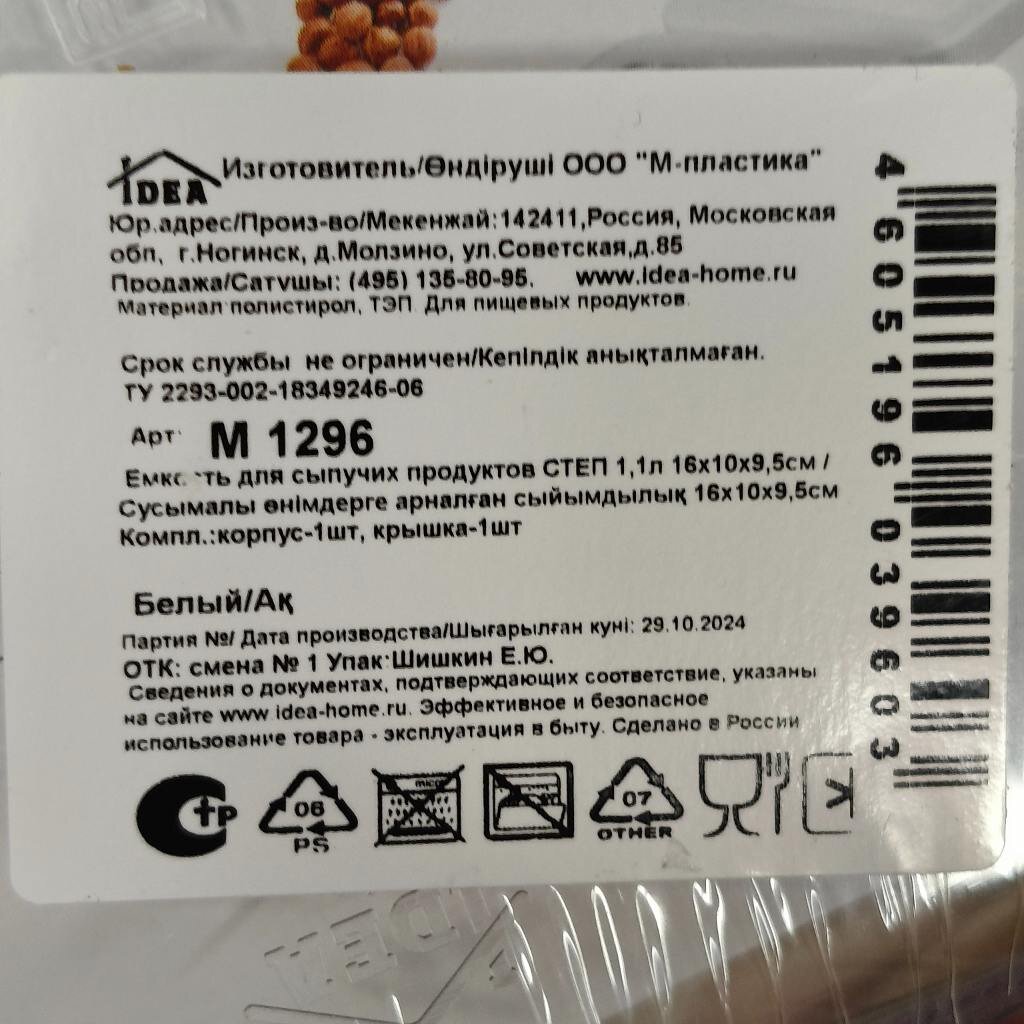 IDEA
Изготовитель/Өндіруші ООО "М-пластика"
Юр.адрес/Произ-во/Мекенжай:142411,Россия, Московская
обл, г.Ногинск, д.Молзино, ул.Советская,д.85
Продажа/Сатушы: (495) 135-80-95. www.idea-home.ru
Материал полистирол, ТЭП. Для пищевых продуктов.
Срок службы не ограничен/Кепілдік анықталмаған.
ТУ 2293-002-18349246-06
Арт М 1296
для сыпучих продуктов СТЕП 1,1л 16х10х9,5см /
Сусымалы өнімдерге арналған сыйымдылық 16х10х9,5см
Компл.:корпус-1шт, крышка-1шт
Белый/Ақ
Партия №/ Дата производства/Шығарылған куні: 29.10.2024
ОТК: смена № 1 Упак:Шишкин Е.Ю.
Сведения о документах, подтверждающих соответствие, указаны
на сайте www.idea-home.ru. Эффективное и безопасное
использование товара - эксплуатация в быту. Сделано в России
стр
06
PS
micro
07
OTHER
4 605196 039603
IDEA